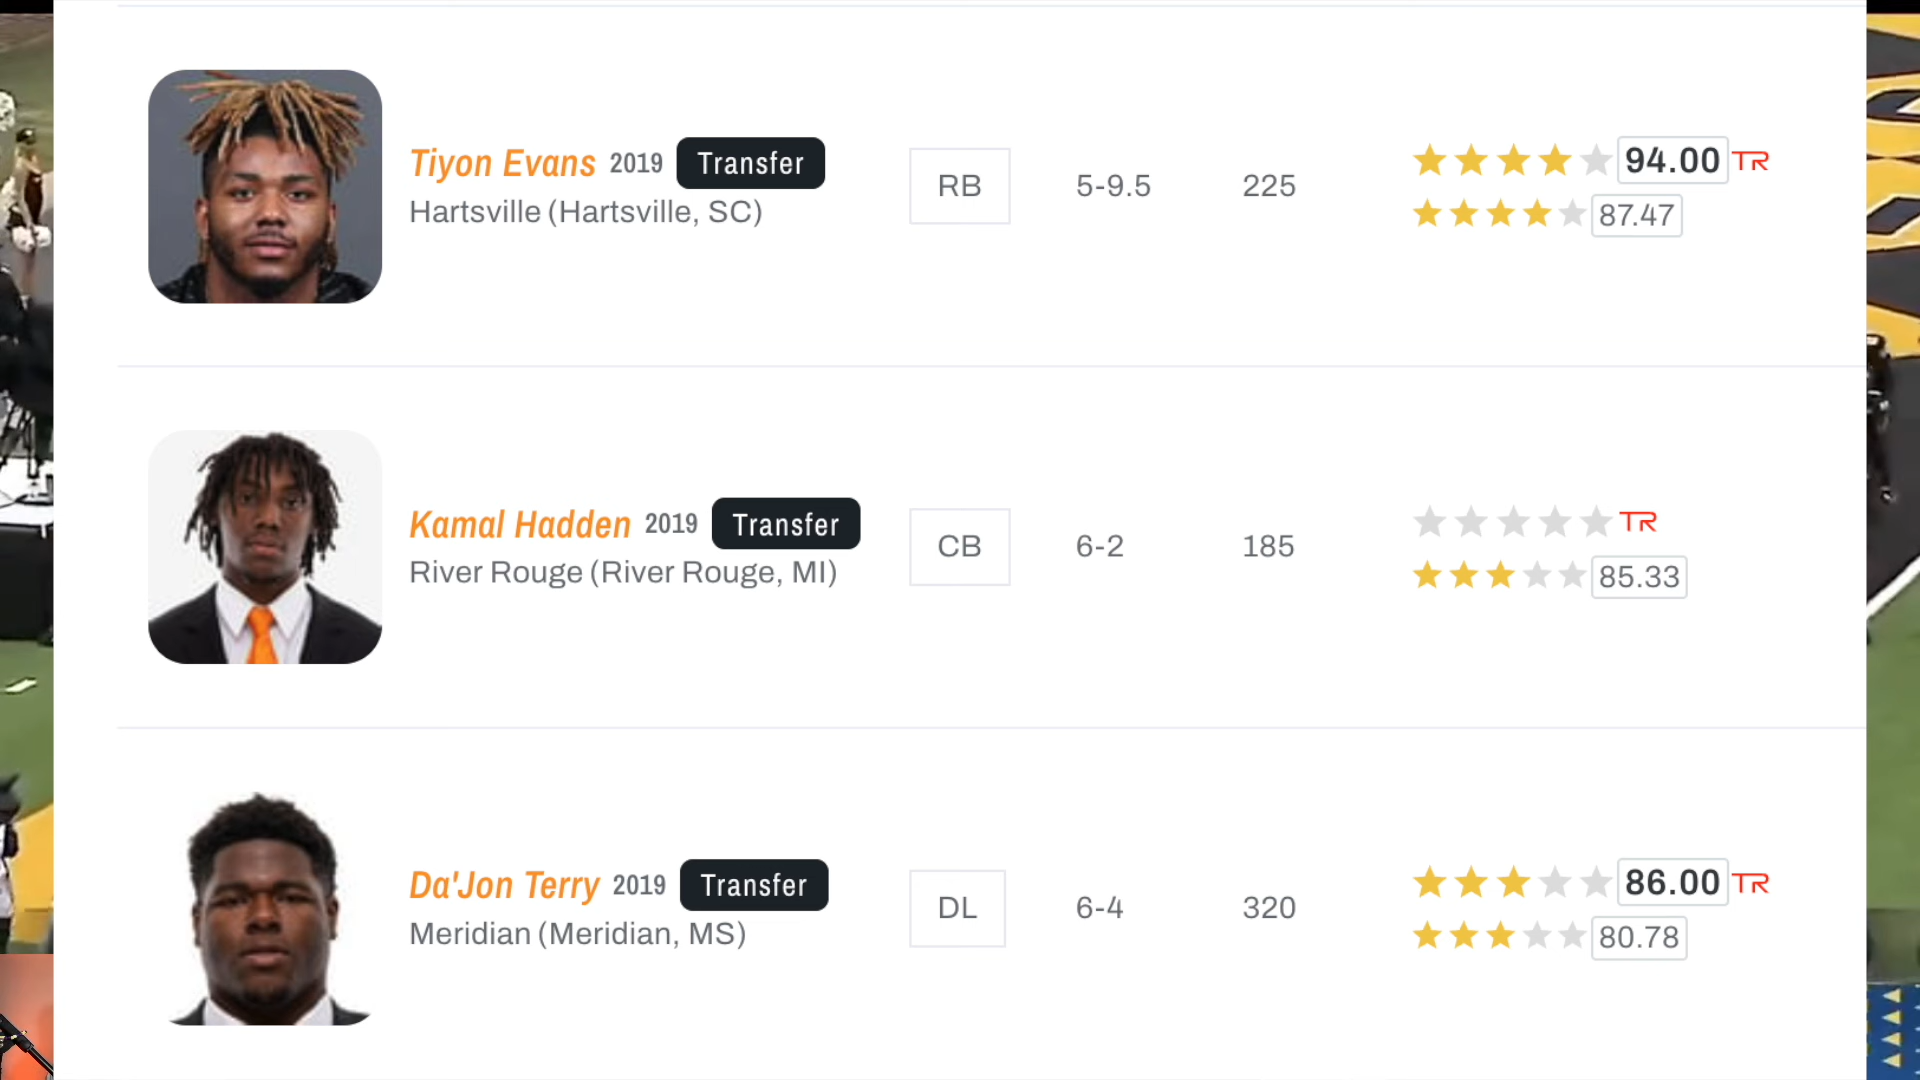 Tiyon Evans 2019 Transfer
Hartsville (Hartsville, SC)
RB 5-9.5 225
94.00 TR
87.47
Kamal Hadden 2019 Transfer
River Rouge (River Rouge, MI)
CB 6-2 185
TR
85.33
Da'Jon Terry 2019 Transfer
Meridian (Meridian, MS)
DL 6-4 320
86.00 TR
80.78